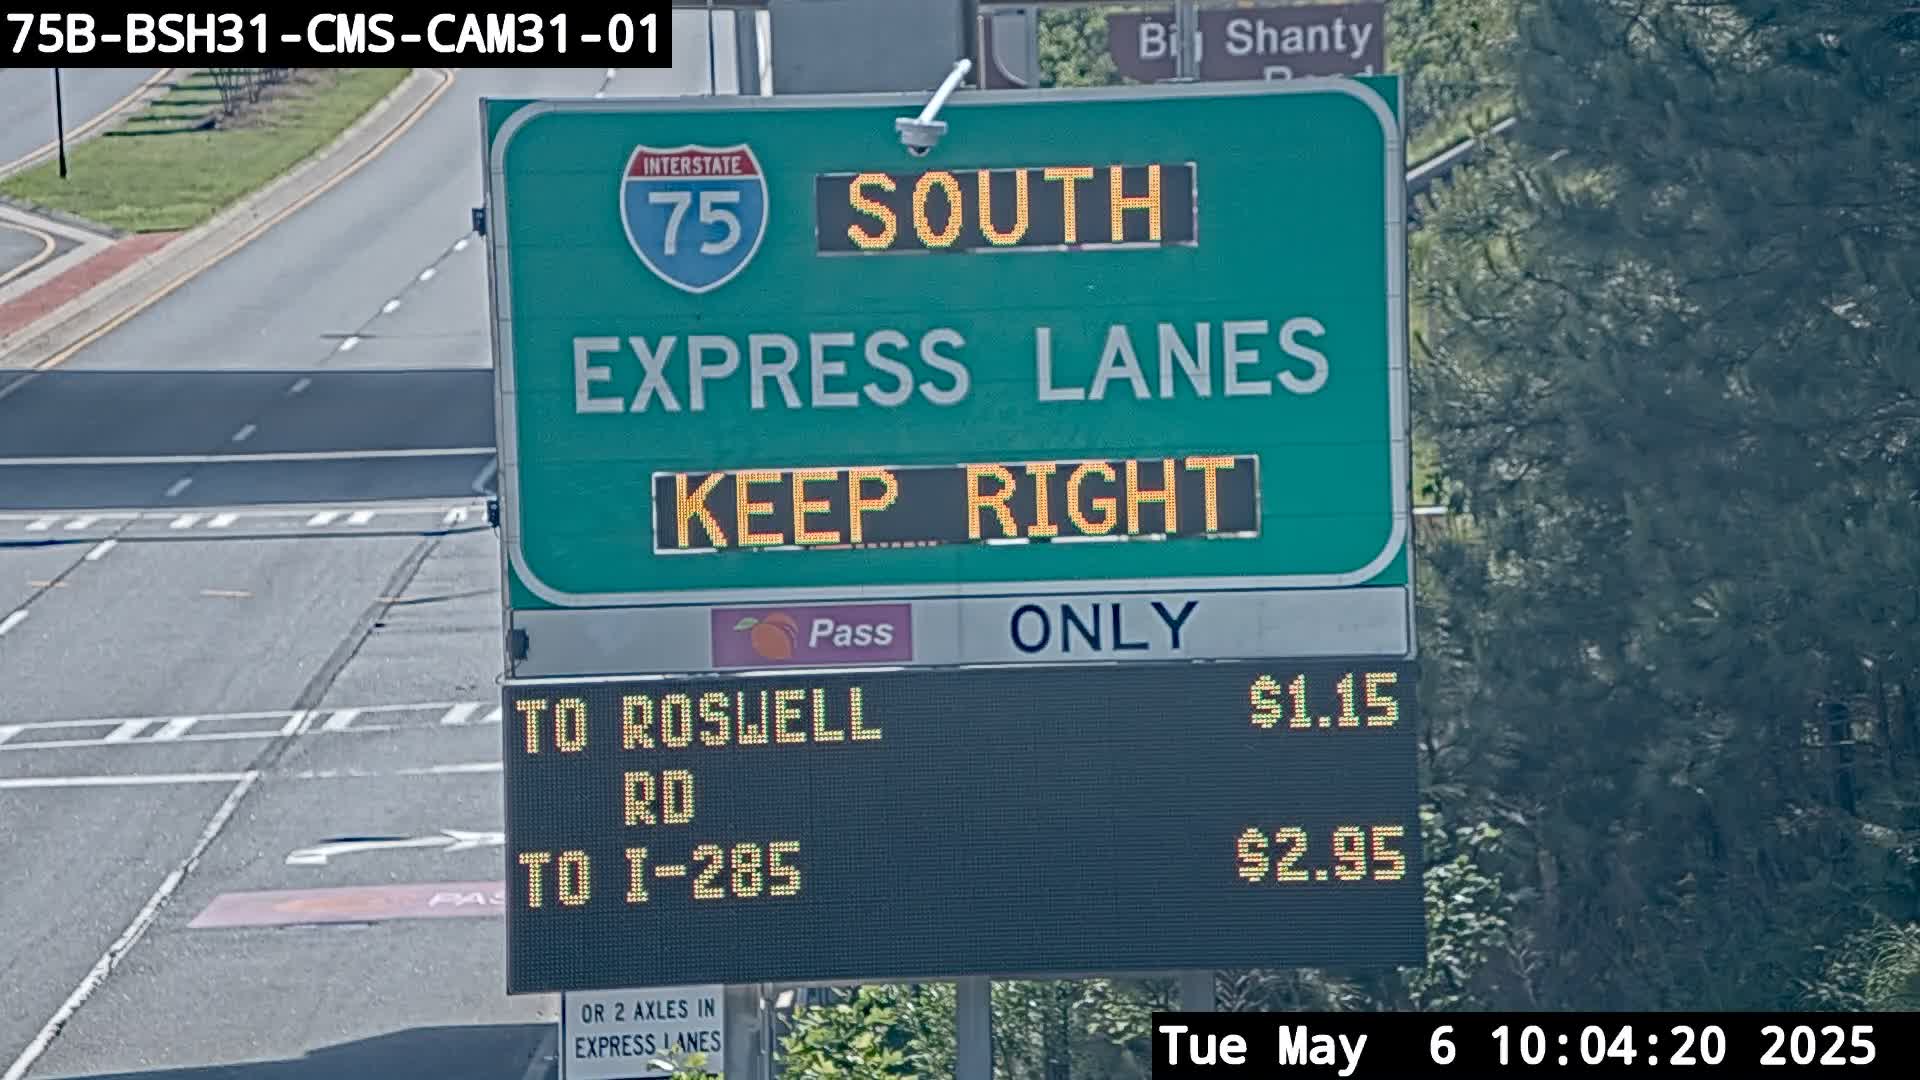 75B-BSH31-CMS-CAM31-01
Big Shanty
Road
INTERSTATE
75
SOUTH
EXPRESS LANES
KEEP RIGHT
Pass ONLY
TO ROSWELL $1.15
RD
TO I-285 $2.95
PAS
OR 2 AXLES IN
EXPRESS LANES
Tue May 6 10:04:20 2025